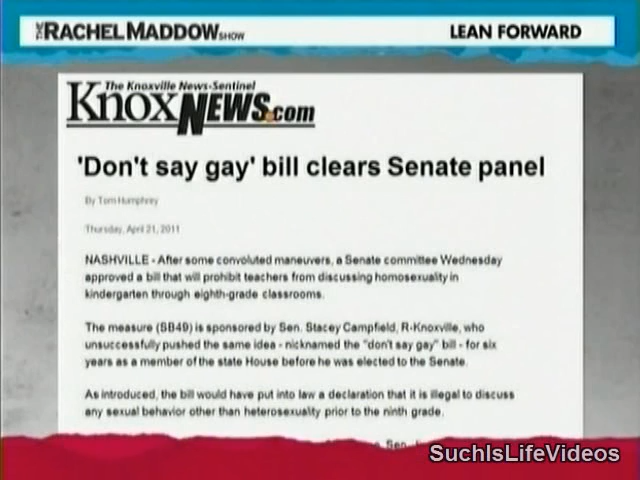 THE RACHEL MADDOW SHOW
LEAN FORWARD
The Knoxville News-Sentinel
KnoxNEWS.com
'Don't say gay' bill clears Senate panel
By Tom Humphrey
Thursday, April 21, 2011
NASHVILLE - After some convoluted maneuvers, a Senate committee Wednesday
approved a bill that will prohibit teachers from discussing homosexuality in
kindergarten through eighth-grade classrooms.
The measure (SB49) is sponsored by Sen. Stacey Campfield, R-Knoxville, who
unsuccessfully pushed the same idea - nicknamed the "don't say gay" bill - for six
years as a member of the state House before he was elected to the Senate.
As introduced, the bill would have put into law a declaration that it is illegal to discuss
any sexual behavior other than heterosexuality prior to the ninth grade.
Sen.
SuchIsLifeVideos